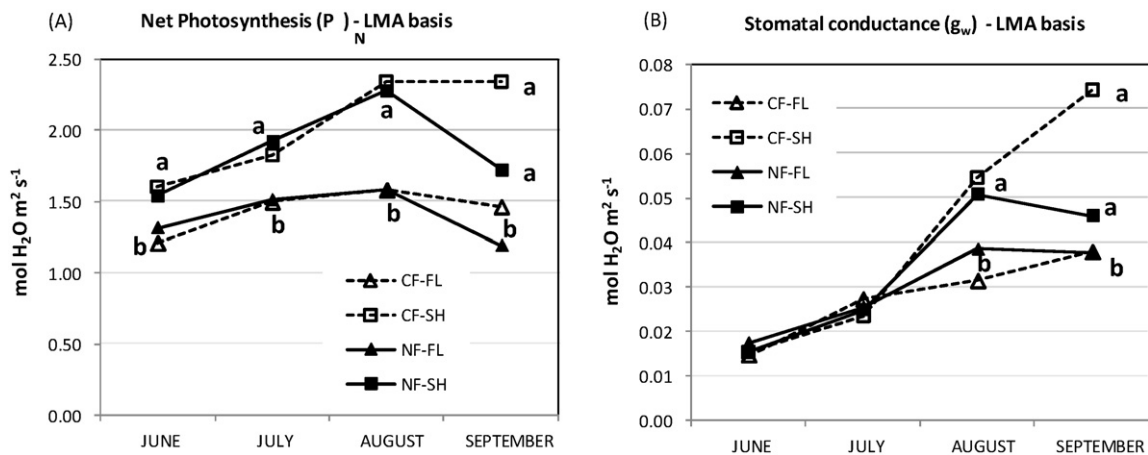 (A)
Net Photosynthesis (P ) - LMA basis
N
mol H₂O m² s⁻¹
2.50
2.00
1.50
1.00
0.50
0.00
a
a
a
a
a
b
b
b
b
CF-FL
CF-SH
NF-FL
NF-SH
JUNE JULY AUGUST SEPTEMBER
(B)
Stomatal conductance (g_w) - LMA basis
mol H₂O m² s⁻¹
0.08
0.07
0.06
0.05
0.04
0.03
0.02
0.01
0.00
CF-FL
CF-SH
NF-FL
NF-SH
a
a
a
b
b
JUNE JULY AUGUST SEPTEMBER